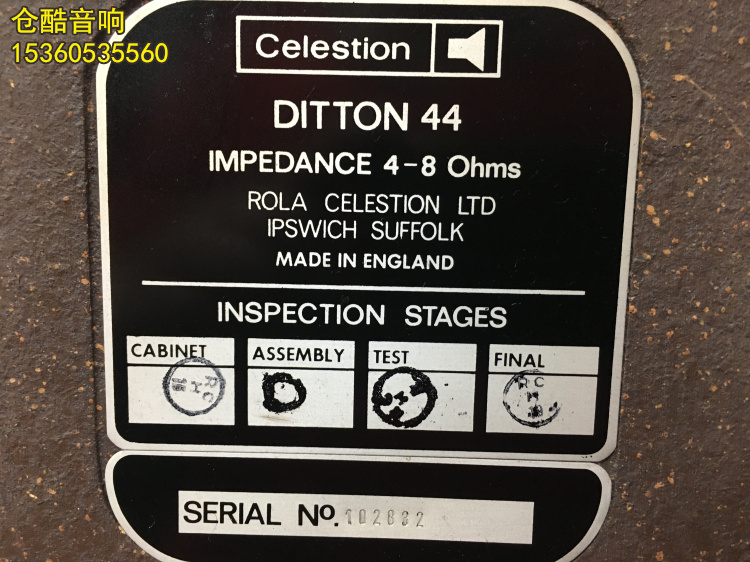 仓酷音响
15360535560
Celestion
DITTON 44
IMPEDANCE 4-8 Ohms
ROLA CELESTION LTD
IPSWICH SUFFOLK
MADE IN ENGLAND
INSPECTION STAGES
CABINET ASSEMBLY TEST FINAL
SERIAL No. 102832